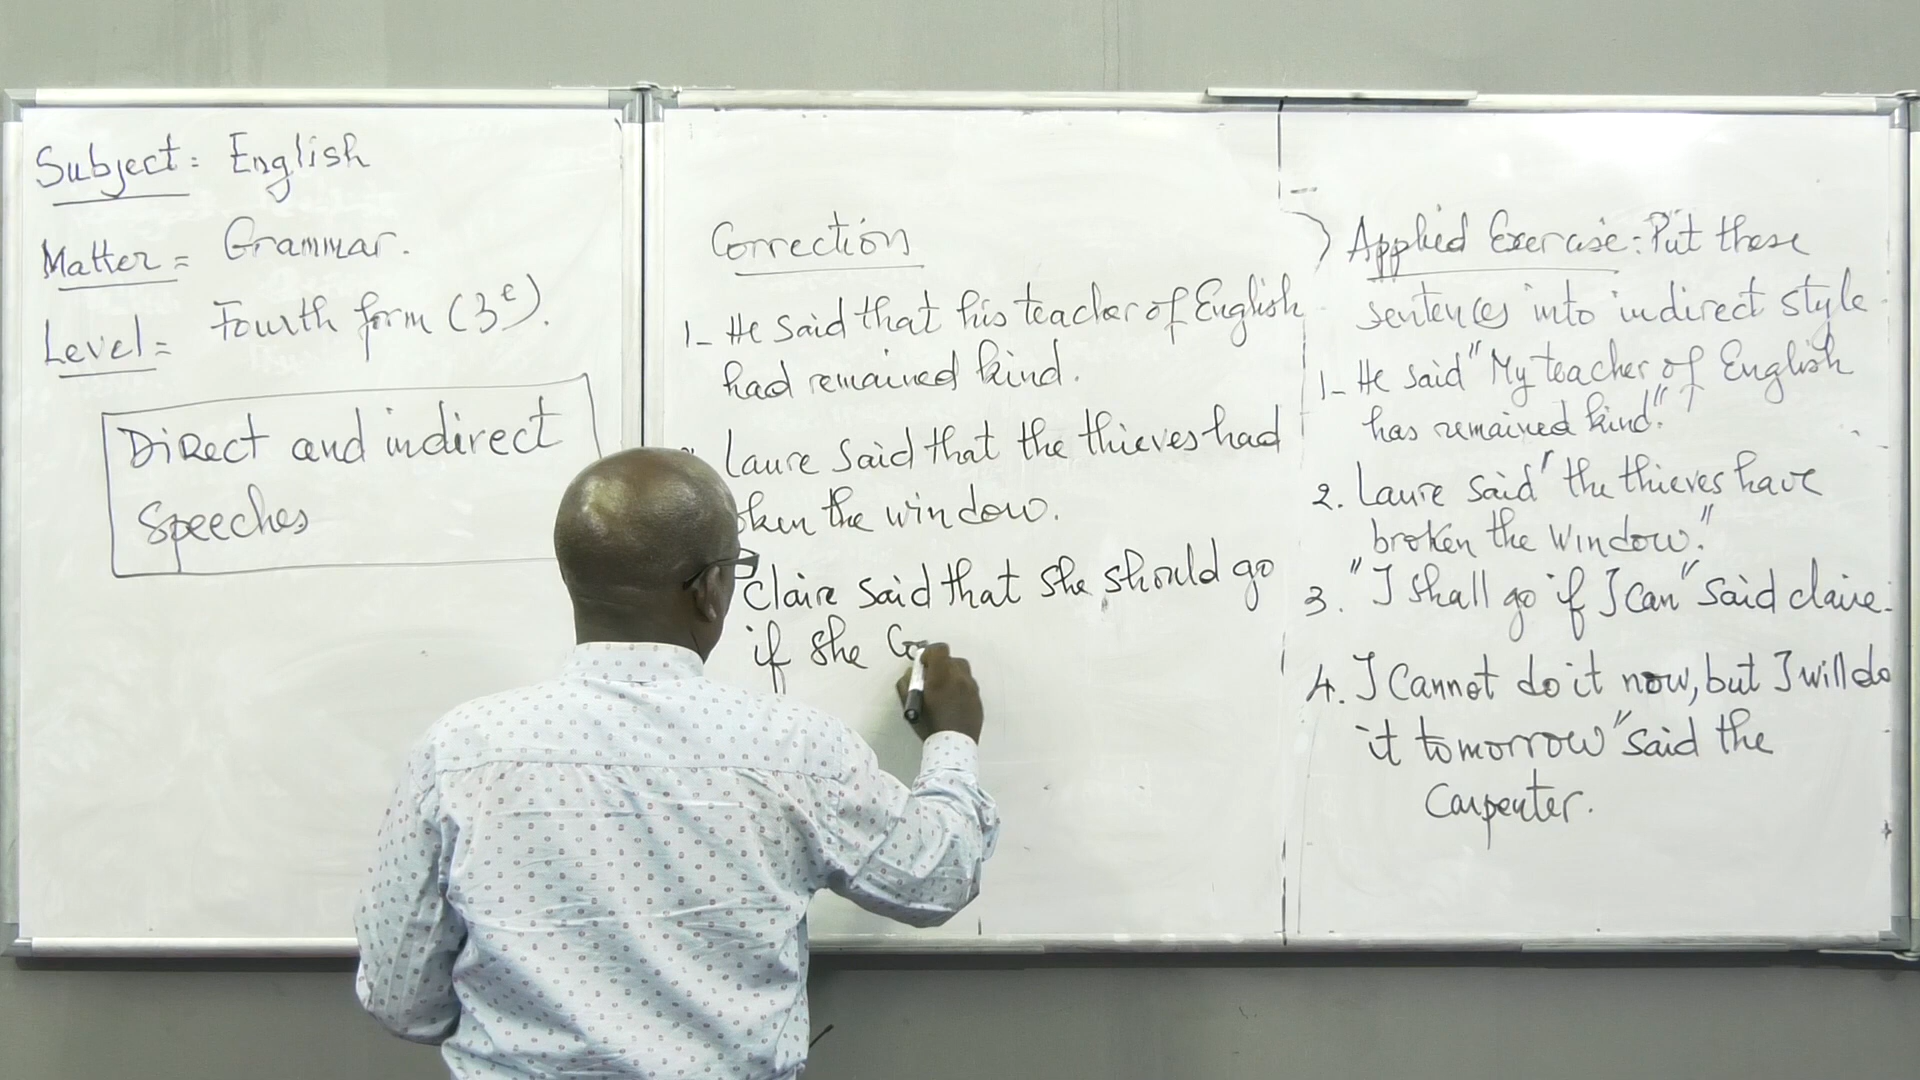 Subject: English
Matter = Grammar.
Level = Fourth form (3e).
Direct and indirect
Speeches
Correction
1- He said that his teacher of English
had remained kind.
Laure said that the thieves had
the window.
Claire said that she should go
if she
Applied Exercise: Put these
sentences into indirect style
1- He said "My teacher of English
has remained kind."
2. Laure said "the thieves have
broken the window."
3. "I shall go if I can" said claire.
4. I cannot do it now, but I will do
it tomorrow" said the
Carpenter.